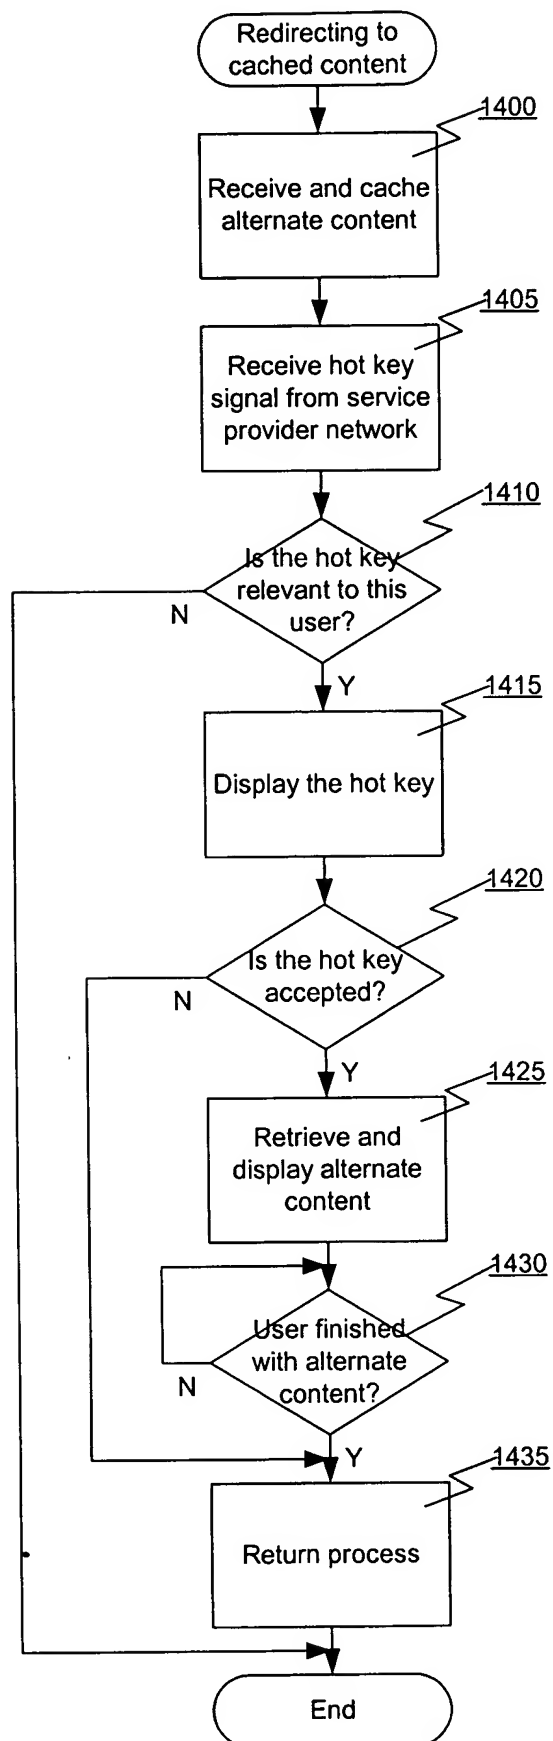 Redirecting to
cached content
1400
Receive and cache
alternate content
1405
Receive hot key
signal from service
provider network
1410
Is the hot key
relevant to this
user?
N
Y
1415
Display the hot key
1420
Is the hot key
accepted?
N
Y
1425
Retrieve and
display alternate
content
1430
User finished
with alternate
content?
N
Y
1435
Return process
End